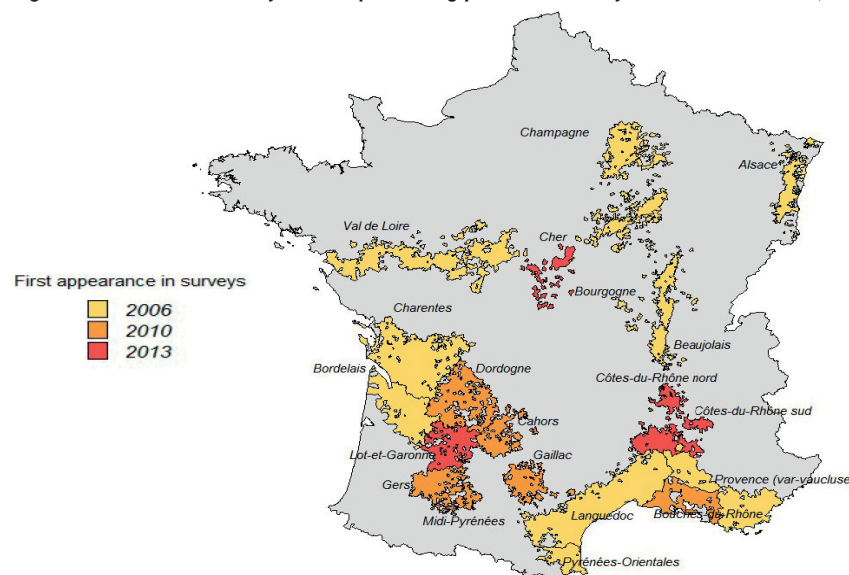 Champagne
Alsace
Val de Loire
Cher
First appearance in surveys
2006
2010
2013
Bourgogne
Charentes
Beaujolais
Bordelais
Dordogne
Côtes-du-Rhône nord
Côtes-du-Rhône sud
Cahors
Lot-et-Garonne
Gaillac
Gers
Provence (var-vaucluse
Midi-Pyrénées
Languedoc
Bouches-du-Rhône
Pyrénées-Orientales